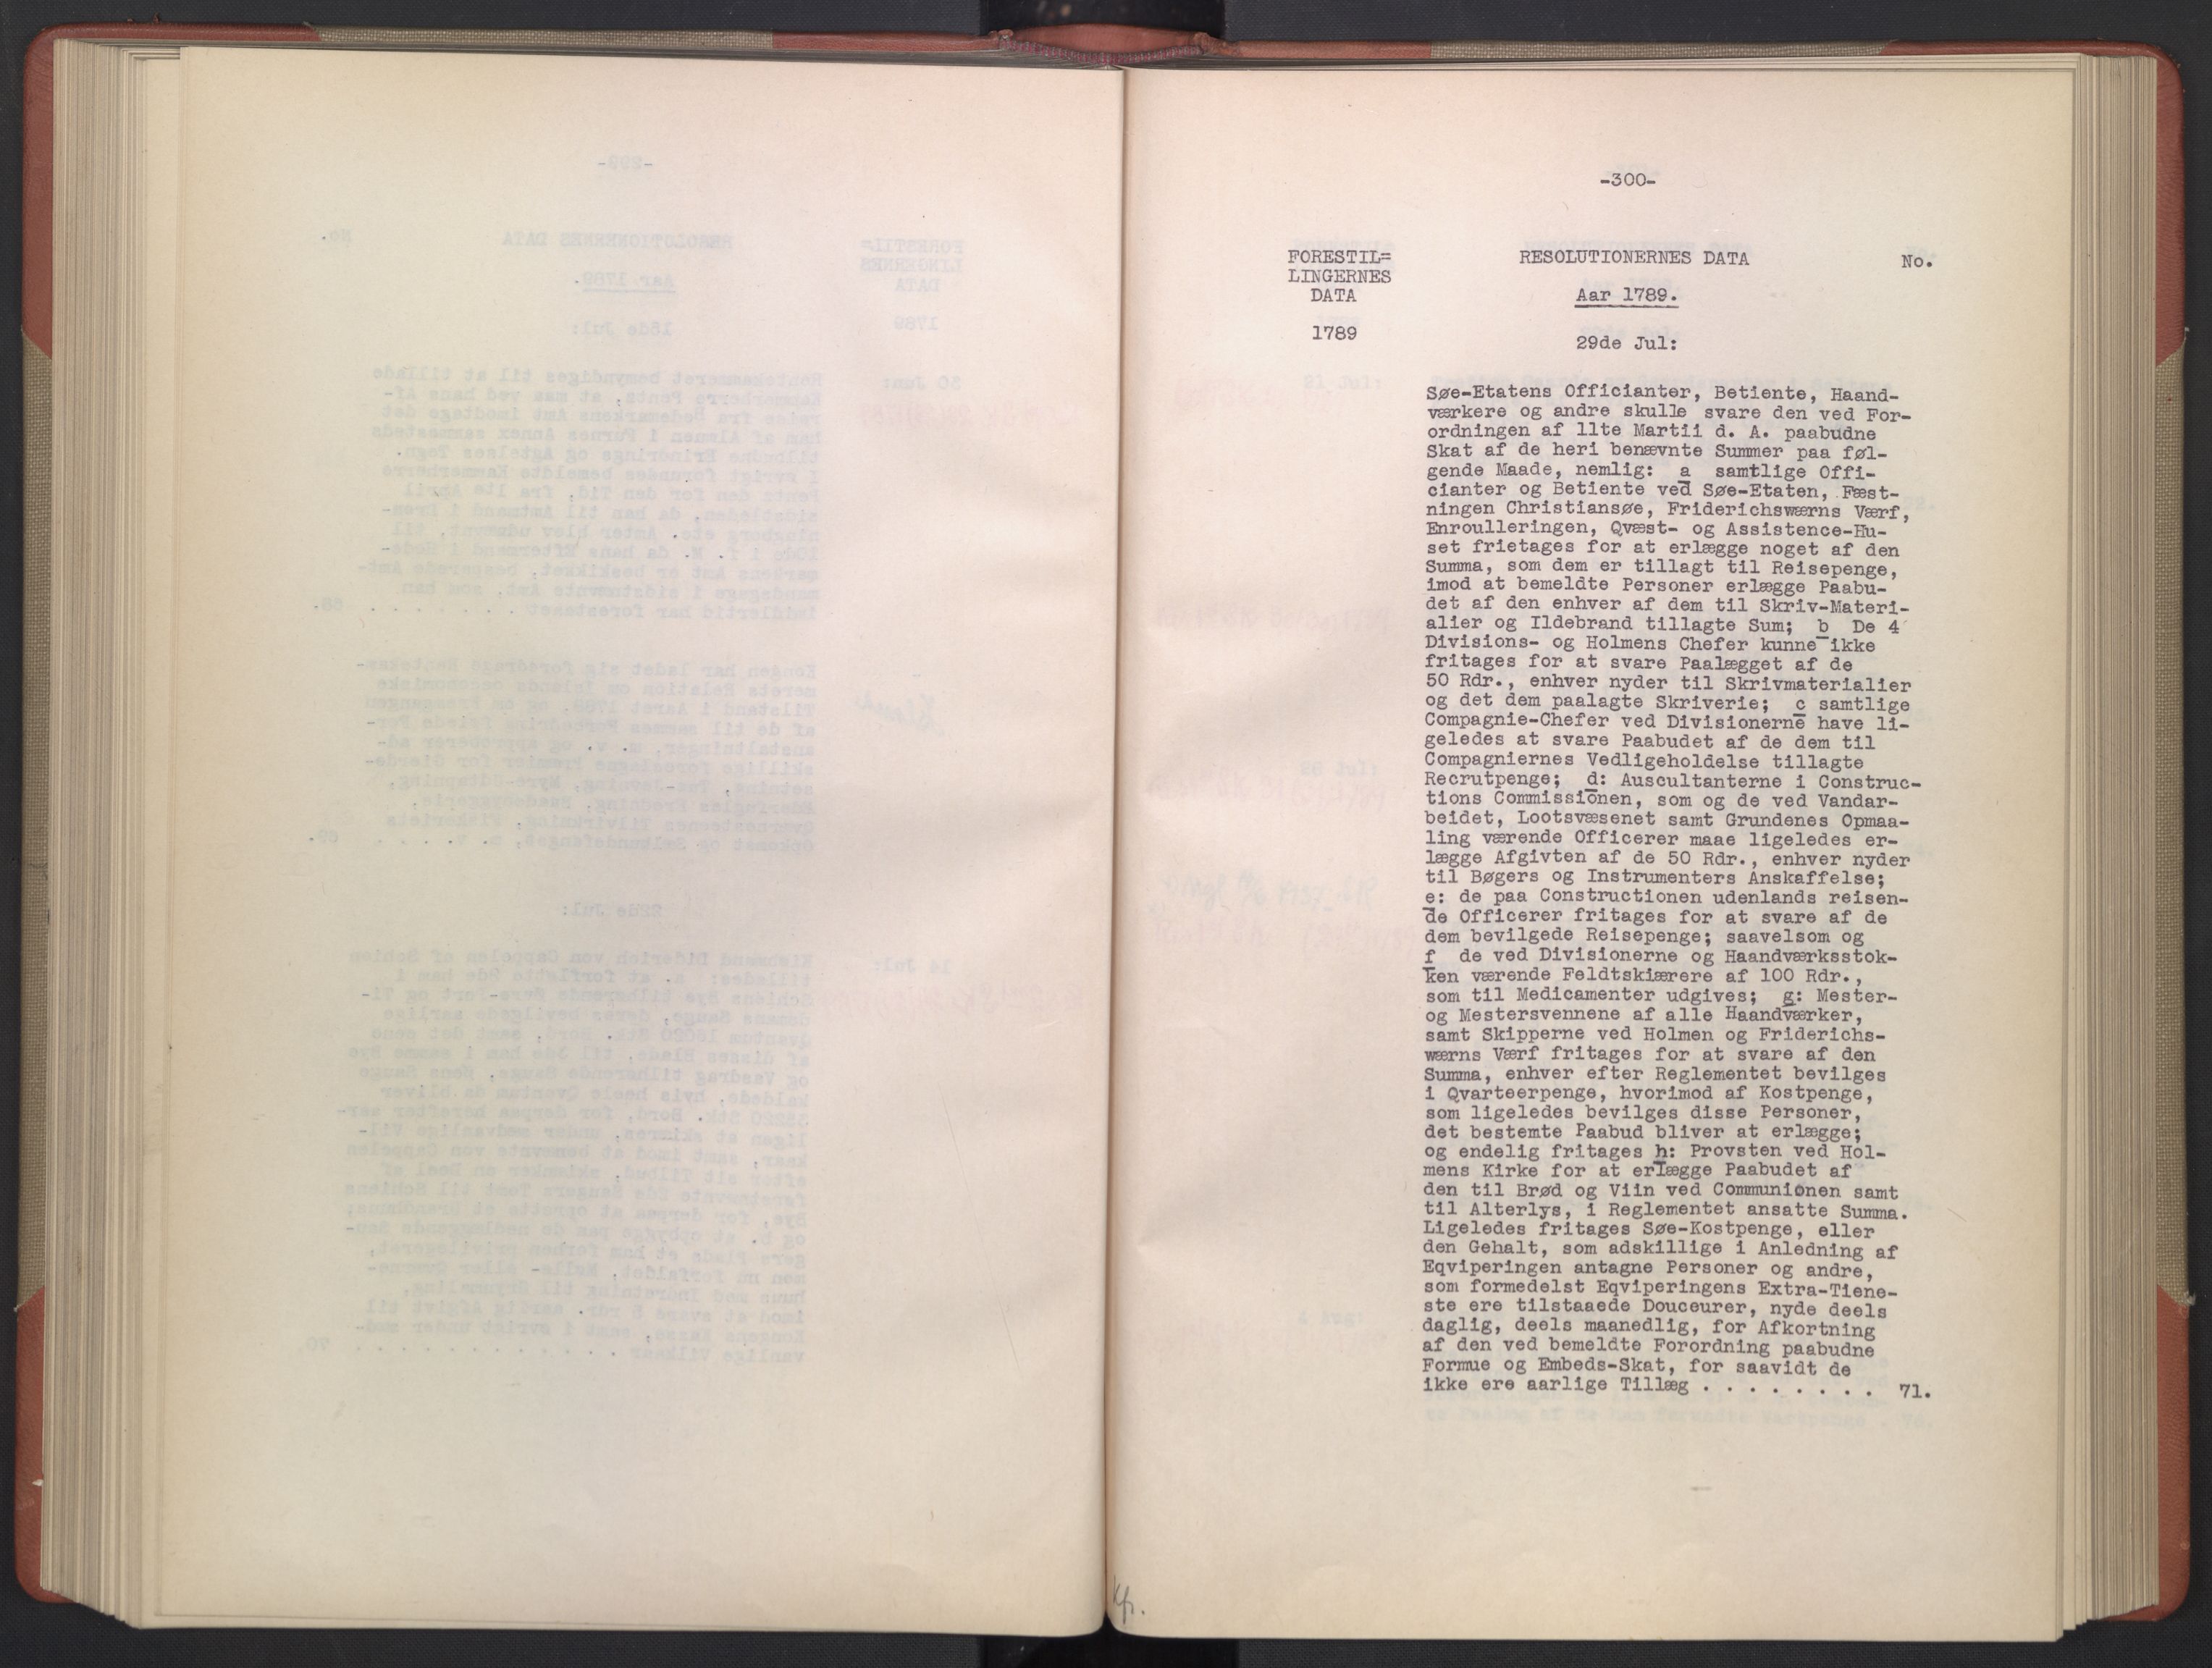 -300-
FORESTIL=
LINGERNES
DATA
RESOLUTIONERNES DATA
No.
Aar 1789.
1789
29de Jul:
Søe-Etatens Officianter, Betiente, Haand-
værkere og andre skulle svare den ved For-
ordningen af 11te Martii d. A. paabudne
Skat af de heri benævnte Summer paa føl-
gende Maade, nemlig: a samtlige Offi-
cianter og Betiente ved Søe-Etaten, Fæst-
ningen Christiansøe, Friderichswærns Værf,
Enroulleringen, Qvæst- og Assistence-Hu-
set frietages for at erlægge noget af den
Summa, som dem er tillagt til Reisepenge,
imod at bemeldte Personer erlægge Paabu-
det af den enhver af dem til Skriv-Materi-
alier og Ildebrand tillagte Sum; b De 4
Divisions- og Holmens Chefer kunne ikke
fritages for at svare Paalægget af de
50 Rdr., enhver nyder til Skrivmaterialier
og det dem paalagte Skriverie; c samtlige
Compagnie-Chefer ved Divisionerne have li-
geledes at svare Paabudet af de dem til
Compagniernes Vedligeholdelse tillagte
Recrutpenge; d: Auscultanterne i Construc-
tions Commissionen, som og de ved Vandar-
beidet, Lootsvæsenet samt Grundenes Opmaa-
ling værende Officerer maae ligeledes er-
lægge Afgivten af de 50 Rdr., enhver nyder
til Bøgers og Instrumenters Anskaffelse;
e: de paa Constructionen udenlands reisen-
de Officerer fritages for at svare af de
dem bevilgede Reisepenge; saavelsom og
f de ved Divisionerne og Haandværksstok-
ken værende Feldtskiærere af 100 Rdr.,
som til Medicamenter udgives; g: Mester-
og Mestersvennene af alle Haandværker,
samt Skipperne ved Holmen og Friderichs-
wærns Værf fritages for at svare af den
Summa, enhver efter Reglementet bevilges
i Qvarteerpenge, hvorimod af Kostpenge,
som ligeledes bevilges disse Personer,
det bestemte Paabud bliver at erlægge;
og endelig fritages h: Provsten ved Hol-
mens Kirke for at erlægge Paabudet af
den til Brød og Viin ved Communionen samt
til Alterlys, i Reglementet ansatte Summa.
Ligeledes fritages Søe-Kostpenge, eller
den Gehalt, som adskillige i Anledning af
Eqviperingen antagne Personer og andre,
som formedelst Eqviperingens Extra-Tiene-
ste ere tilstaaede Douceurer, nyde deels
daglig, deels maanedlig, for Afkortning
af den ved bemeldte Forordning paabudne
Formue og Embeds-Skat, for saavidt de
ikke ere aarlige Tillæg . . . . . . . . 71.
Kfr.